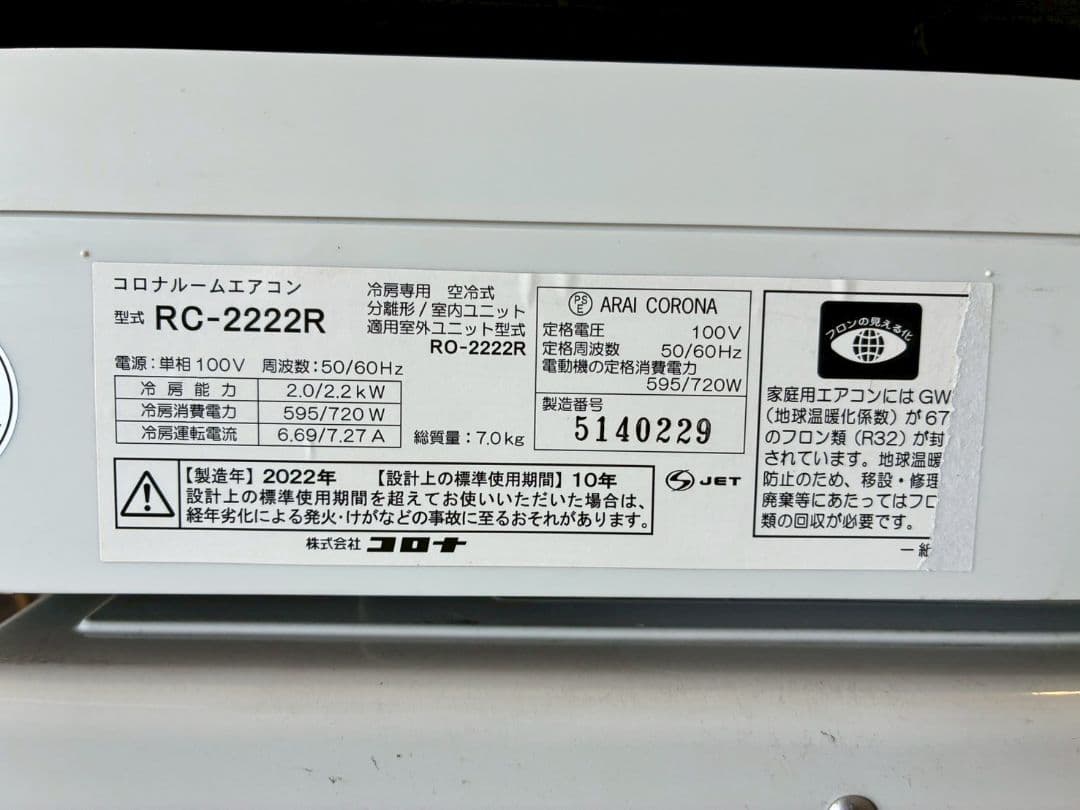 コロナルームエアコン
型式 RC-2222R
冷房専用 空冷式
分離形/室内ユニット
適用室外ユニット型式
RO-2222R
電源:単相100V 周波数:50/60Hz
冷房能力 2.0/2.2kW
冷房消費電力 595/720W
冷房運転電流 6.69/7.27A
総質量:7.0kg
PSE ARAI CORONA
定格電圧 100V
定格周波数 50/60Hz
電動機の定格消費電力
595/720W
製造番号
5140229
【製造年】2022年 【設計上の標準使用期間】10年
設計上の標準使用期間を超えてお使いいただいた場合は、
経年劣化による発火・けがなどの事故に至るおそれがあります。
JET
株式会社 コロナ
フロンの見える化
家庭用エアコンにはGW
(地球温暖化係数)が67
のフロン類(R32)が封
されています。地球温暖
防止のため、移設・修理
廃棄等にあたってはフロ
類の回収が必要です。
一紙